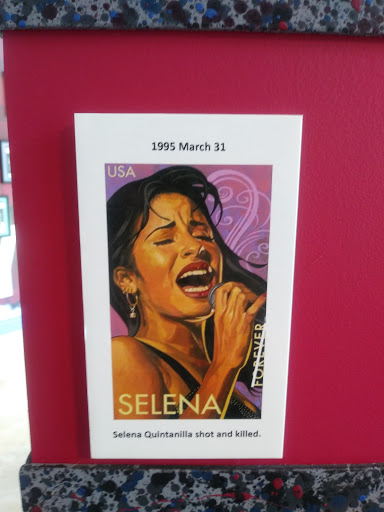 1995 March 31
USA
FOREVER
SELENA
Selena Quintanilla shot and killed.